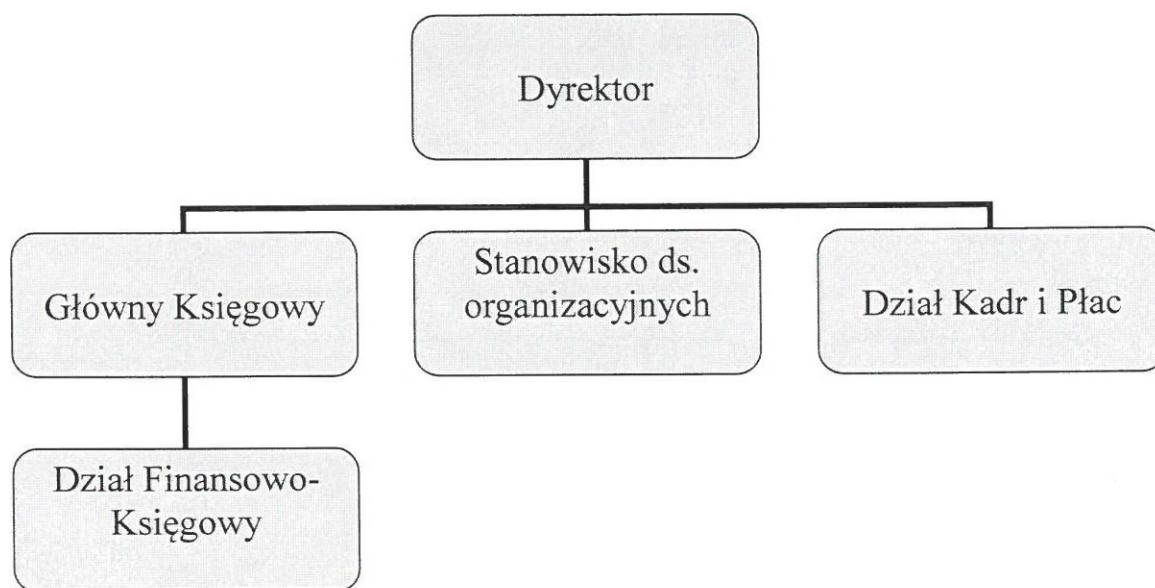 Dyrektor
Główny Księgowy
Stanowisko ds.
organizacyjnych
Dział Kadr i Płac
Dział Finansowo-
Księgowy